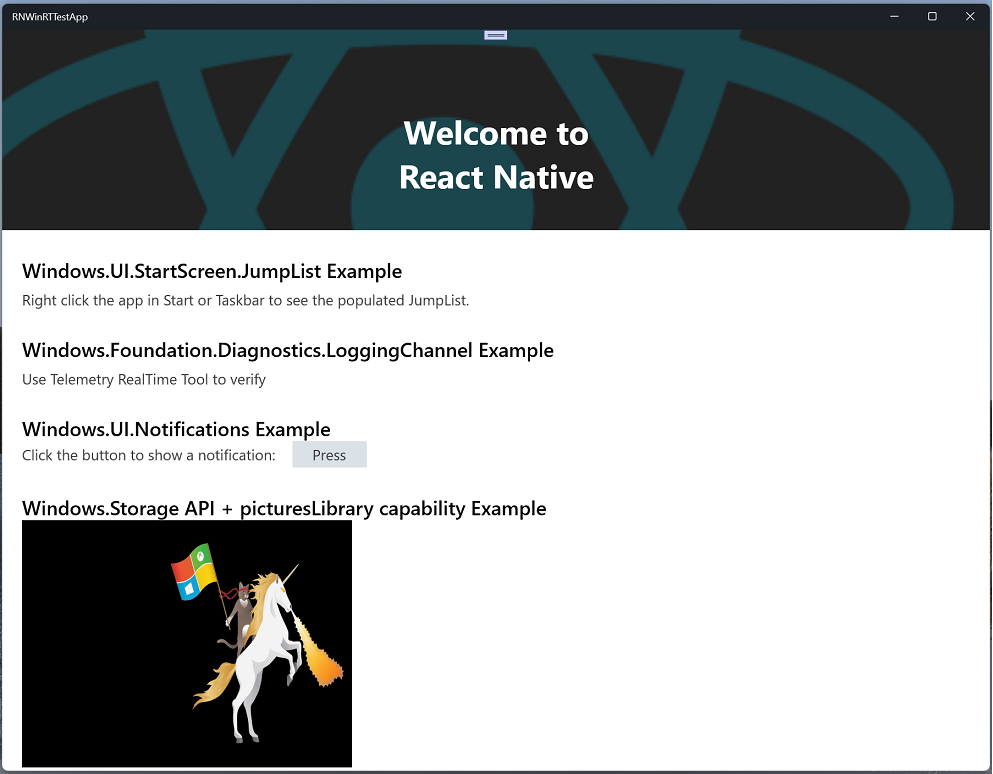 RNWinRTTestApp
Welcome to
React Native
Windows.UI.StartScreen.JumpList Example
Right click the app in Start or Taskbar to see the populated JumpList.
Windows.Foundation.Diagnostics.LoggingChannel Example
Use Telemetry RealTime Tool to verify
Windows.UI.Notifications Example
Click the button to show a notification: Press
Windows.Storage API + picturesLibrary capability Example